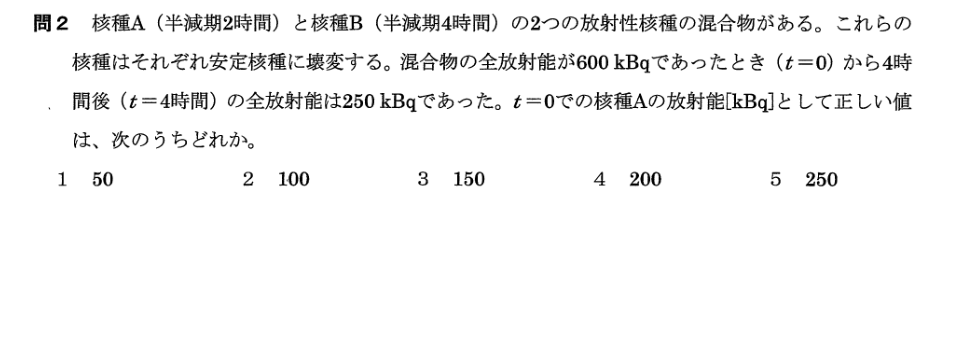 問2 核種A(半減期2時間)と核種B(半減期4時間)の2つの放射性核種の混合物がある。これらの
核種はそれぞれ安定核種に壊変する。混合物の全放射能が600 kBqであったとき(t=0)から4時
間後(t=4時間)の全放射能は250 kBqであった。t=0での核種Aの放射能[kBq]として正しい値
は、次のうちどれか。
1 50 2 100 3 150 4 200 5 250